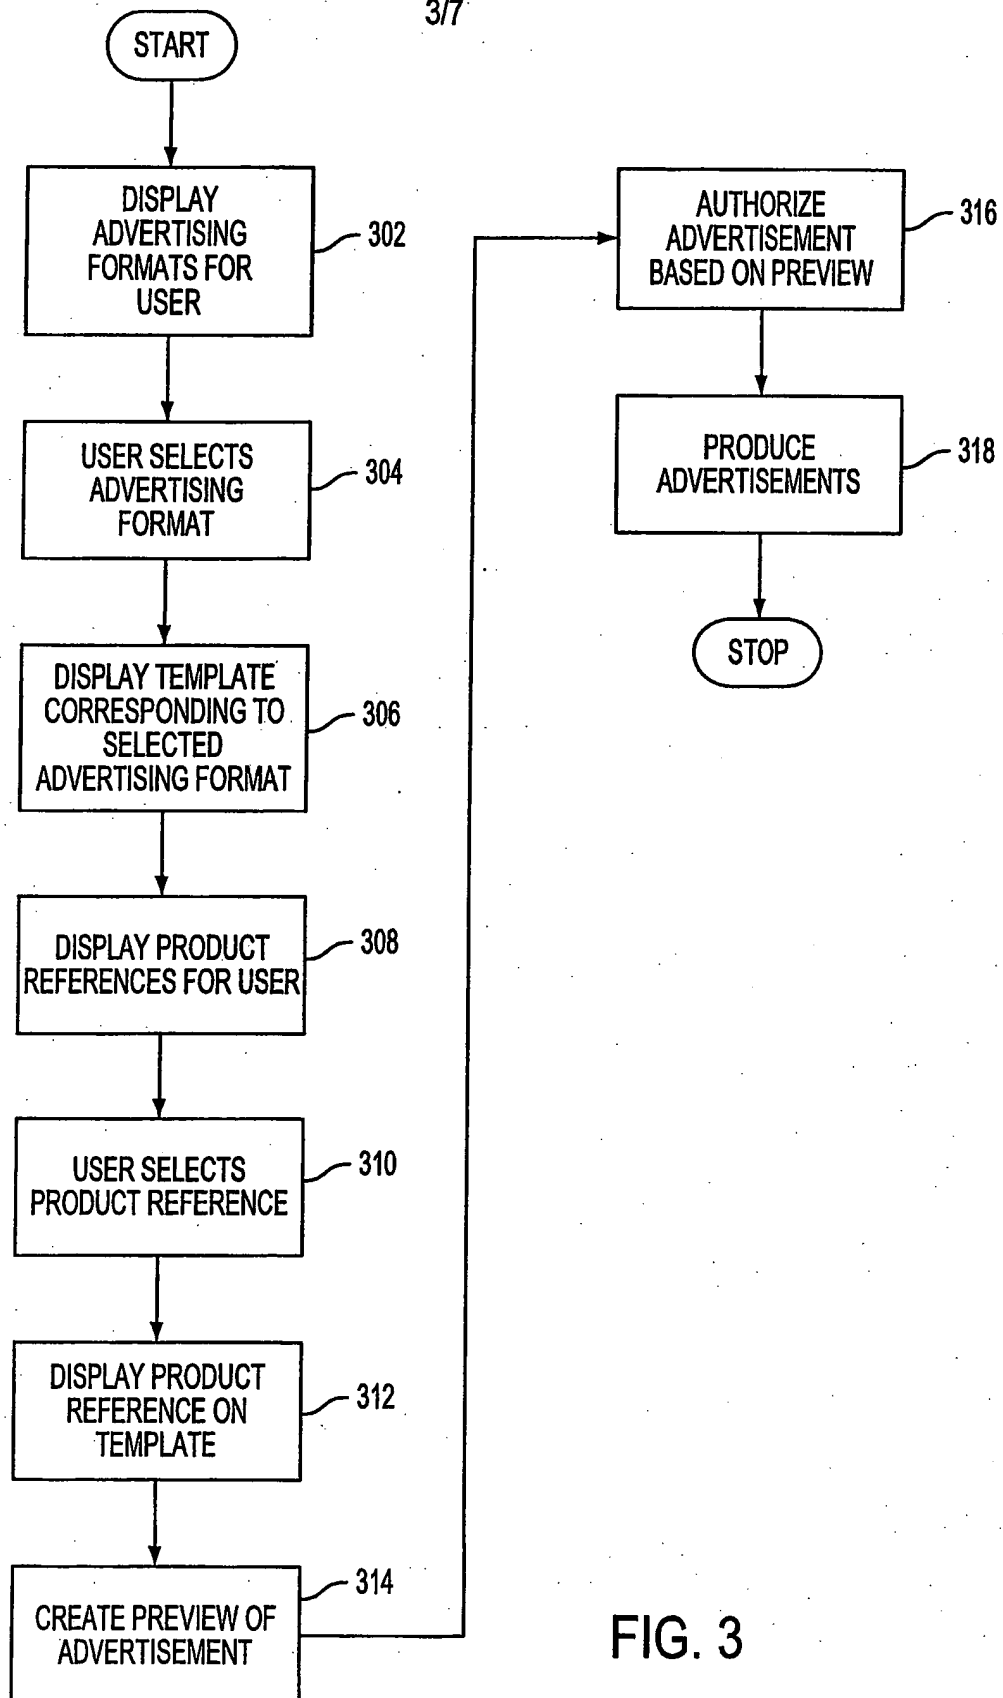 3/7
START
DISPLAY
ADVERTISING
FORMATS FOR
USER
302
USER SELECTS
ADVERTISING
FORMAT
304
DISPLAY TEMPLATE
CORRESPONDING TO
SELECTED
ADVERTISING FORMAT
306
DISPLAY PRODUCT
REFERENCES FOR USER
308
USER SELECTS
PRODUCT REFERENCE
310
DISPLAY PRODUCT
REFERENCE ON
TEMPLATE
312
CREATE PREVIEW OF
ADVERTISEMENT
314
AUTHORIZE
ADVERTISEMENT
BASED ON PREVIEW
316
PRODUCE
ADVERTISEMENTS
318
STOP
FIG. 3